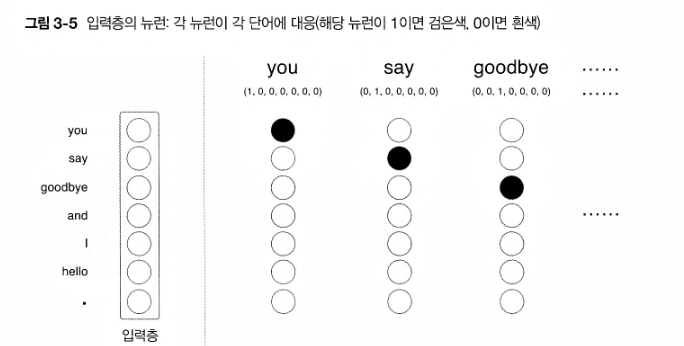 그림 3-5 입력층의 뉴런: 각 뉴런이 각 단어에 대응(해당 뉴런이 1이면 검은색, 0이면 흰색)
you say goodbye ······
(1, 0, 0, 0, 0, 0, 0) (0, 1, 0, 0, 0, 0, 0) (0, 0, 1, 0, 0, 0, 0) ······
you
say
goodbye
and ······
I
hello
.
입력층